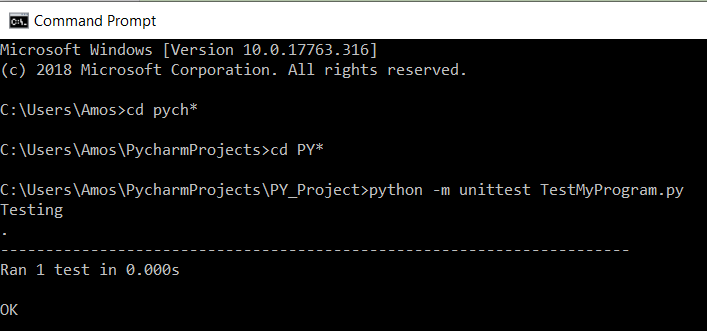 Command Prompt
Microsoft Windows [Version 10.0.17763.316]
(c) 2018 Microsoft Corporation. All rights reserved.
C:\Users\Amos>cd pych*
C:\Users\Amos\PycharmProjects>cd PY*
C:\Users\Amos\PycharmProjects\PY_Project>python -m unittest TestMyProgram.py
Testing
.
----------------------------------------------------------------------
Ran 1 test in 0.000s
OK